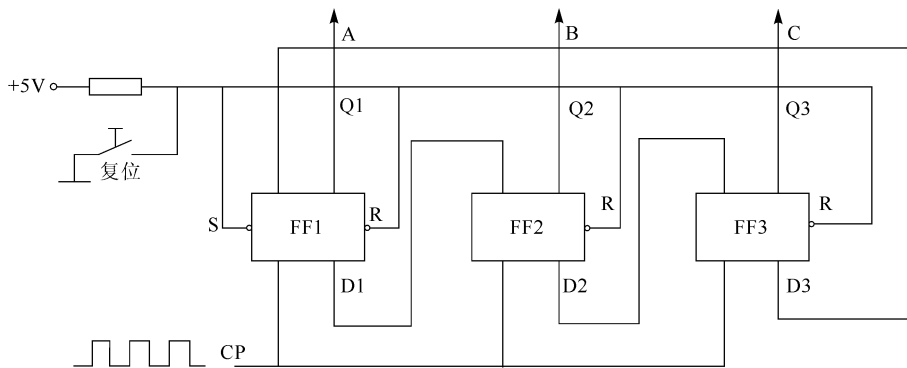 A
B
C
+5V
Q1
Q2
Q3
复位
S
FF1
R
FF2
R
FF3
R
D1
D2
D3
CP